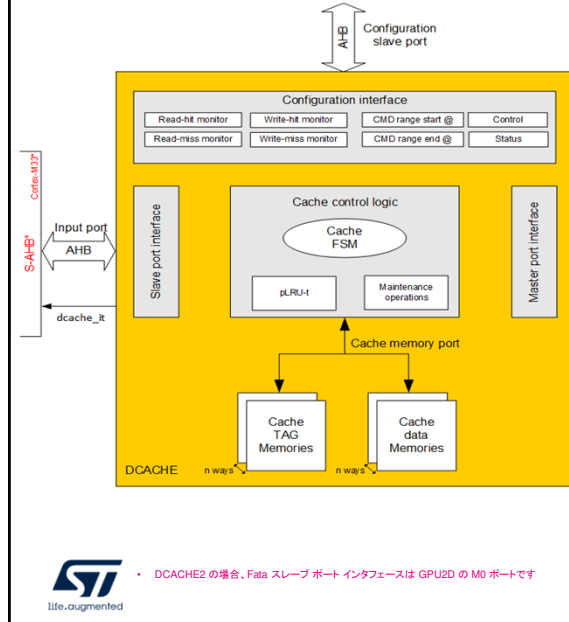 AHB
Configuration
slave port
Configuration interface
Read-hit monitor
Write-hit monitor
CMD range start @
Control
Read-miss monitor
Write-miss monitor
CMD range end @
Status
Cortex-M33*
S-AHB*
Input port
AHB
dcache_it
Slave port interface
Cache control logic
Cache
FSM
pLRU-t
Maintenance
operations
Master port interface
Cache memory port
Cache
TAG
Memories
Cache
data
Memories
DCACHE
n ways
n ways
ST
life.augmented
• DCACHE2 の場合、Fata スレーブ ポート インタフェースは GPU2D の M0 ポートです